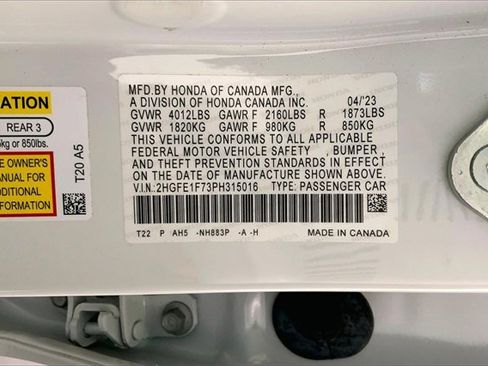 ATION
REAR 3
kg or 850lbs.
OWNER'S
MANUAL FOR
ADDITIONAL
FORMATION
T20 A5
MFD.BY HONDA OF CANADA MFG.,
A DIVISION OF HONDA CANADA INC. 04/'23
GVWR 4012LBS GAWR F 2160LBS R 1873LBS
GVWR 1820KG GAWR F 980KG R 850KG
THIS VEHICLE CONFORMS TO ALL APPLICABLE
FEDERAL MOTOR VEHICLE SAFETY, BUMPER
AND THEFT PREVENTION STANDARDS IN EFFECT
ON THE DATE OF MANUFACTURE SHOWN ABOVE.
V.I.N: 2HGFE1F73PH315016 TYPE: PASSENGER CAR
T22 P AH5 -NH883P -A -H MADE IN CANADA